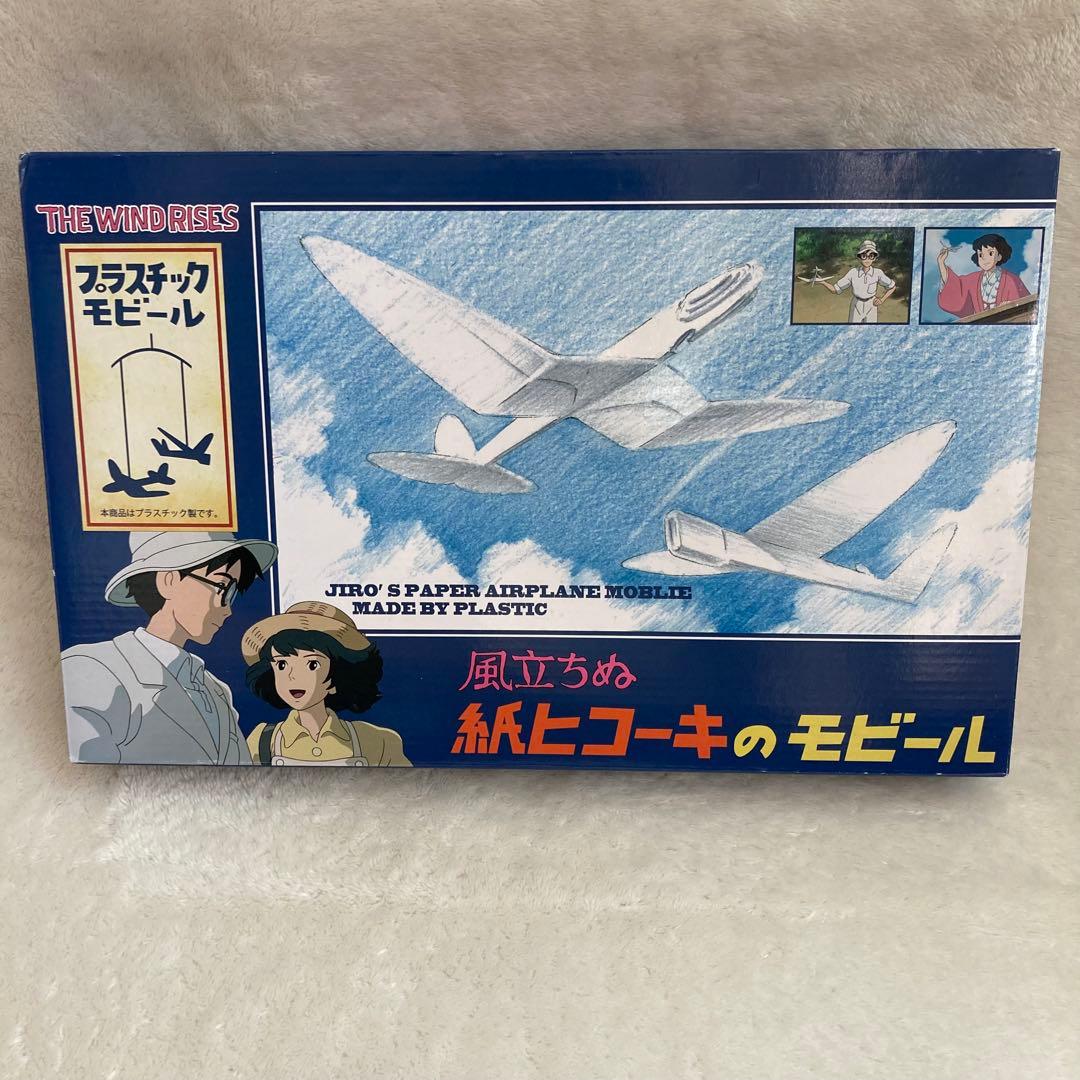 THE WIND RISES
プラスチック
モビール
本商品はプラスチック製です。
JIRO'S PAPER AIRPLANE MOBLIE
MADE BY PLASTIC
風立ちぬ
紙ヒコーキのモビール